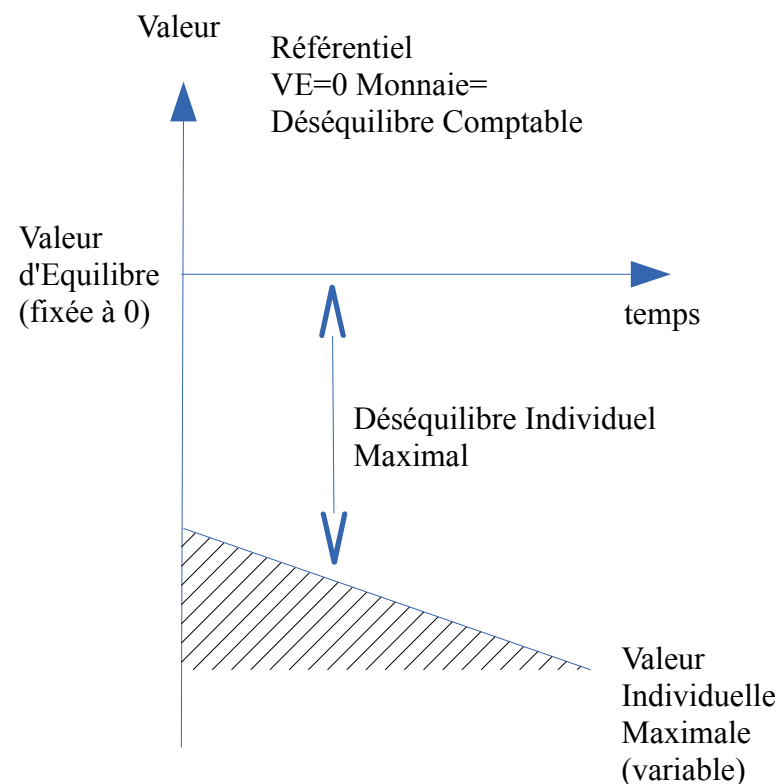 Valeur
Référentiel
VE=0 Monnaie=
Déséquilibre Comptable
Valeur
d'Equilibre
(fixée à 0)
temps
Déséquilibre Individuel
Maximal
Valeur
Individuelle
Maximale
(variable)